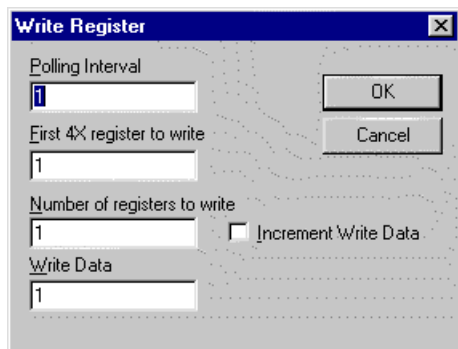 Write Register
Polling Interval
1
OK
First 4X register to write
Cancel
1
Number of registers to write
1
Increment Write Data
Write Data
1